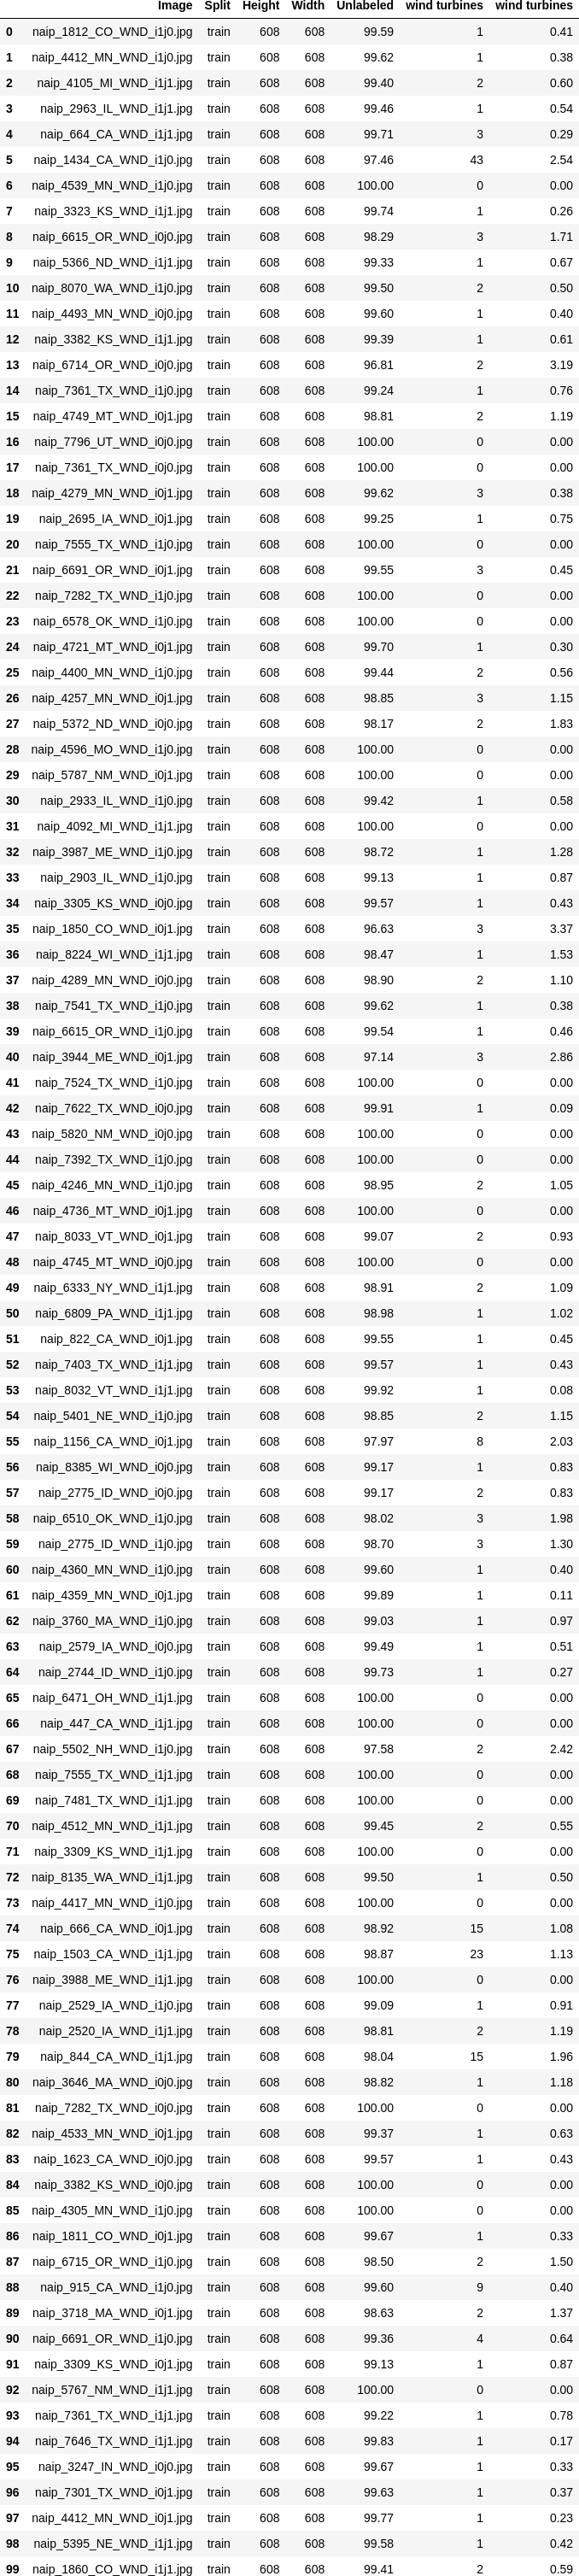 Image Split Height Width Unlabeled wind turbines wind turbines
0 naip_1812_CO_WND_i1j0.jpg train 608 608 99.59 1 0.41
1 naip_4412_MN_WND_i1j0.jpg train 608 608 99.62 1 0.38
2 naip_4105_MI_WND_i1j1.jpg train 608 608 99.40 2 0.60
3 naip_2963_IL_WND_i1j1.jpg train 608 608 99.46 1 0.54
4 naip_664_CA_WND_i1j1.jpg train 608 608 99.71 3 0.29
5 naip_1434_CA_WND_i1j0.jpg train 608 608 97.46 43 2.54
6 naip_4539_MN_WND_i1j0.jpg train 608 608 100.00 0 0.00
7 naip_3323_KS_WND_i1j1.jpg train 608 608 99.74 1 0.26
8 naip_6615_OR_WND_i0j0.jpg train 608 608 98.29 3 1.71
9 naip_5366_ND_WND_i1j1.jpg train 608 608 99.33 1 0.67
10 naip_8070_WA_WND_i1j0.jpg train 608 608 99.50 2 0.50
11 naip_4493_MN_WND_i0j0.jpg train 608 608 99.60 1 0.40
12 naip_3382_KS_WND_i1j1.jpg train 608 608 99.39 1 0.61
13 naip_6714_OR_WND_i0j0.jpg train 608 608 96.81 2 3.19
14 naip_7361_TX_WND_i1j0.jpg train 608 608 99.24 1 0.76
15 naip_4749_MT_WND_i0j1.jpg train 608 608 98.81 2 1.19
16 naip_7796_UT_WND_i0j0.jpg train 608 608 100.00 0 0.00
17 naip_7361_TX_WND_i0j0.jpg train 608 608 100.00 0 0.00
18 naip_4279_MN_WND_i0j1.jpg train 608 608 99.62 3 0.38
19 naip_2695_IA_WND_i0j1.jpg train 608 608 99.25 1 0.75
20 naip_7555_TX_WND_i1j0.jpg train 608 608 100.00 0 0.00
21 naip_6691_OR_WND_i0j1.jpg train 608 608 99.55 3 0.45
22 naip_7282_TX_WND_i1j0.jpg train 608 608 100.00 0 0.00
23 naip_6578_OK_WND_i1j0.jpg train 608 608 100.00 0 0.00
24 naip_4721_MT_WND_i0j1.jpg train 608 608 99.70 1 0.30
25 naip_4400_MN_WND_i1j0.jpg train 608 608 99.44 2 0.56
26 naip_4257_MN_WND_i0j1.jpg train 608 608 98.85 3 1.15
27 naip_5372_ND_WND_i0j0.jpg train 608 608 98.17 2 1.83
28 naip_4596_MO_WND_i1j0.jpg train 608 608 100.00 0 0.00
29 naip_5787_NM_WND_i0j1.jpg train 608 608 100.00 0 0.00
30 naip_2933_IL_WND_i1j0.jpg train 608 608 99.42 1 0.58
31 naip_4092_MI_WND_i1j1.jpg train 608 608 100.00 0 0.00
32 naip_3987_ME_WND_i1j0.jpg train 608 608 98.72 1 1.28
33 naip_2903_IL_WND_i1j0.jpg train 608 608 99.13 1 0.87
34 naip_3305_KS_WND_i0j0.jpg train 608 608 99.57 1 0.43
35 naip_1850_CO_WND_i0j1.jpg train 608 608 96.63 3 3.37
36 naip_8224_WI_WND_i1j1.jpg train 608 608 98.47 1 1.53
37 naip_4289_MN_WND_i0j0.jpg train 608 608 98.90 2 1.10
38 naip_7541_TX_WND_i1j0.jpg train 608 608 99.62 1 0.38
39 naip_6615_OR_WND_i1j0.jpg train 608 608 99.54 1 0.46
40 naip_3944_ME_WND_i0j1.jpg train 608 608 97.14 3 2.86
41 naip_7524_TX_WND_i1j0.jpg train 608 608 100.00 0 0.00
42 naip_7622_TX_WND_i0j0.jpg train 608 608 99.91 1 0.09
43 naip_5820_NM_WND_i0j0.jpg train 608 608 100.00 0 0.00
44 naip_7392_TX_WND_i1j0.jpg train 608 608 100.00 0 0.00
45 naip_4246_MN_WND_i1j0.jpg train 608 608 98.95 2 1.05
46 naip_4736_MT_WND_i0j1.jpg train 608 608 100.00 0 0.00
47 naip_8033_VT_WND_i0j1.jpg train 608 608 99.07 2 0.93
48 naip_4745_MT_WND_i0j0.jpg train 608 608 100.00 0 0.00
49 naip_6333_NY_WND_i1j1.jpg train 608 608 98.91 2 1.09
50 naip_6809_PA_WND_i1j1.jpg train 608 608 98.98 1 1.02
51 naip_822_CA_WND_i0j1.jpg train 608 608 99.55 1 0.45
52 naip_7403_TX_WND_i1j1.jpg train 608 608 99.57 1 0.43
53 naip_8032_VT_WND_i1j1.jpg train 608 608 99.92 1 0.08
54 naip_5401_NE_WND_i1j0.jpg train 608 608 98.85 2 1.15
55 naip_1156_CA_WND_i0j1.jpg train 608 608 97.97 8 2.03
56 naip_8385_WI_WND_i0j0.jpg train 608 608 99.17 1 0.83
57 naip_2775_ID_WND_i0j0.jpg train 608 608 99.17 2 0.83
58 naip_6510_OK_WND_i1j0.jpg train 608 608 98.02 3 1.98
59 naip_2775_ID_WND_i1j0.jpg train 608 608 98.70 3 1.30
60 naip_4360_MN_WND_i1j0.jpg train 608 608 99.60 1 0.40
61 naip_4359_MN_WND_i0j1.jpg train 608 608 99.89 1 0.11
62 naip_3760_MA_WND_i1j0.jpg train 608 608 99.03 1 0.97
63 naip_2579_IA_WND_i0j0.jpg train 608 608 99.49 1 0.51
64 naip_2744_ID_WND_i1j0.jpg train 608 608 99.73 1 0.27
65 naip_6471_OH_WND_i1j1.jpg train 608 608 100.00 0 0.00
66 naip_447_CA_WND_i1j1.jpg train 608 608 100.00 0 0.00
67 naip_5502_NH_WND_i1j0.jpg train 608 608 97.58 2 2.42
68 naip_7555_TX_WND_i1j1.jpg train 608 608 100.00 0 0.00
69 naip_7481_TX_WND_i1j1.jpg train 608 608 100.00 0 0.00
70 naip_4512_MN_WND_i1j1.jpg train 608 608 99.45 2 0.55
71 naip_3309_KS_WND_i1j1.jpg train 608 608 100.00 0 0.00
72 naip_8135_WA_WND_i1j1.jpg train 608 608 99.50 1 0.50
73 naip_4417_MN_WND_i1j0.jpg train 608 608 100.00 0 0.00
74 naip_666_CA_WND_i0j1.jpg train 608 608 98.92 15 1.08
75 naip_1503_CA_WND_i1j1.jpg train 608 608 98.87 23 1.13
76 naip_3988_ME_WND_i1j1.jpg train 608 608 100.00 0 0.00
77 naip_2529_IA_WND_i1j0.jpg train 608 608 99.09 1 0.91
78 naip_2520_IA_WND_i1j1.jpg train 608 608 98.81 2 1.19
79 naip_844_CA_WND_i1j1.jpg train 608 608 98.04 15 1.96
80 naip_3646_MA_WND_i0j0.jpg train 608 608 98.82 1 1.18
81 naip_7282_TX_WND_i0j0.jpg train 608 608 100.00 0 0.00
82 naip_4533_MN_WND_i0j1.jpg train 608 608 99.37 1 0.63
83 naip_1623_CA_WND_i0j0.jpg train 608 608 99.57 1 0.43
84 naip_3382_KS_WND_i0j0.jpg train 608 608 100.00 0 0.00
85 naip_4305_MN_WND_i1j0.jpg train 608 608 100.00 0 0.00
86 naip_1811_CO_WND_i0j1.jpg train 608 608 99.67 1 0.33
87 naip_6715_OR_WND_i1j0.jpg train 608 608 98.50 2 1.50
88 naip_915_CA_WND_i1j0.jpg train 608 608 99.60 9 0.40
89 naip_3718_MA_WND_i0j1.jpg train 608 608 98.63 2 1.37
90 naip_6691_OR_WND_i1j0.jpg train 608 608 99.36 4 0.64
91 naip_3309_KS_WND_i0j1.jpg train 608 608 99.13 1 0.87
92 naip_5767_NM_WND_i1j1.jpg train 608 608 100.00 0 0.00
93 naip_7361_TX_WND_i1j1.jpg train 608 608 99.22 1 0.78
94 naip_7646_TX_WND_i1j1.jpg train 608 608 99.83 1 0.17
95 naip_3247_IN_WND_i0j0.jpg train 608 608 99.67 1 0.33
96 naip_7301_TX_WND_i0j1.jpg train 608 608 99.63 1 0.37
97 naip_4412_MN_WND_i0j1.jpg train 608 608 99.77 1 0.23
98 naip_5395_NE_WND_i1j1.jpg train 608 608 99.58 1 0.42
99 naip_1860_CO_WND_i1j1.jpg train 608 608 99.41 2 0.59